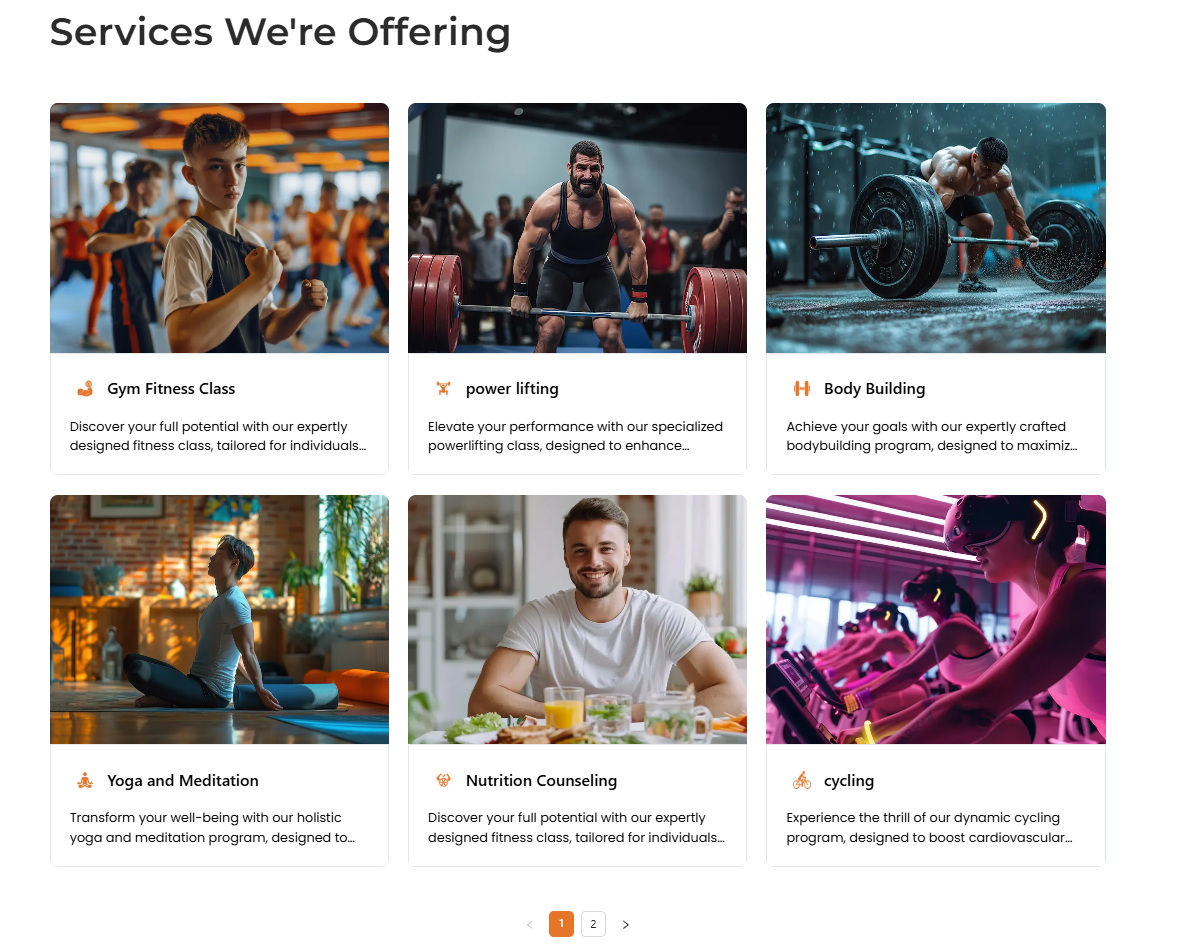 Services We're Offering
Gym Fitness Class
Discover your full potential with our expertly
designed fitness class, tailored for individuals...
power lifting
Elevate your performance with our specialized
powerlifting class, designed to enhance...
Body Building
Achieve your goals with our expertly crafted
bodybuilding program, designed to maximiz...
Yoga and Meditation
Transform your well-being with our holistic
yoga and meditation program, designed to...
Nutrition Counseling
Discover your full potential with our expertly
designed fitness class, tailored for individuals...
cycling
Experience the thrill of our dynamic cycling
program, designed to boost cardiovascular...
< 1 2 >